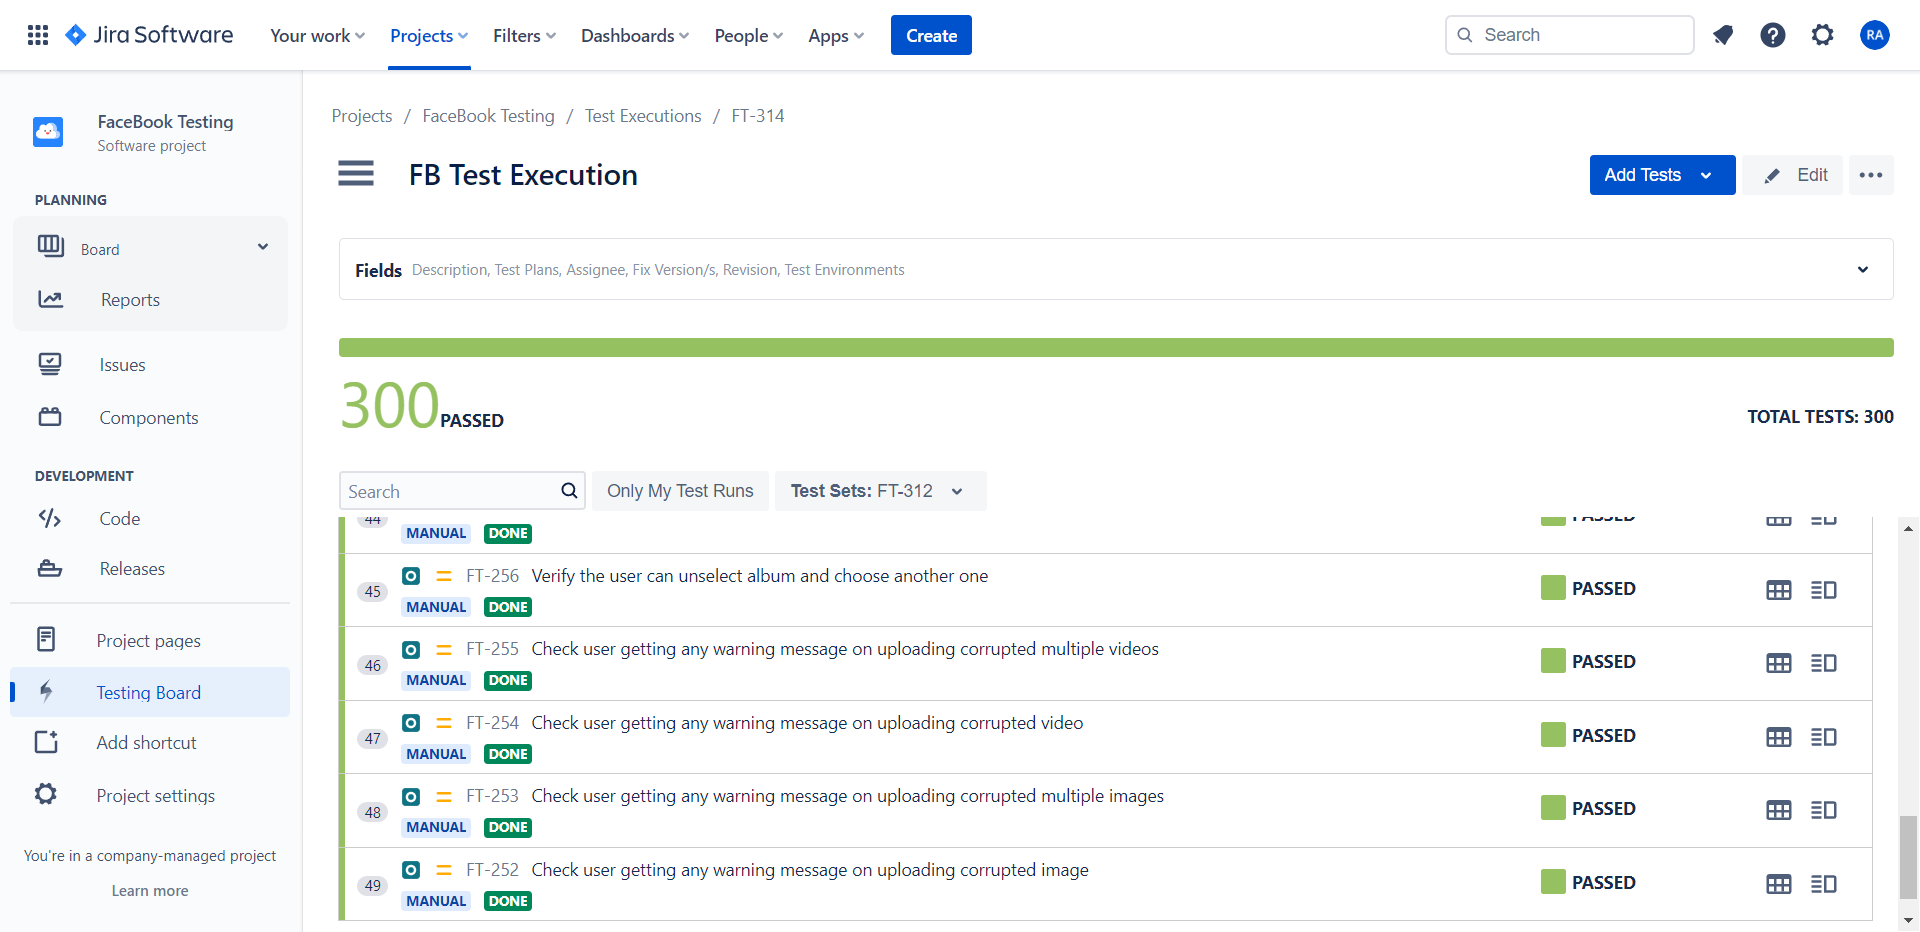 Jira Software Your work Projects Filters Dashboards People Apps Create Search RA
FaceBook Testing
Software project
PLANNING
Board
Reports
Issues
Components
DEVELOPMENT
Code
Releases
Project pages
Testing Board
Add shortcut
Project settings
You're in a company-managed project
Learn more
Projects / FaceBook Testing / Test Executions / FT-314
FB Test Execution
Add Tests Edit
Fields Description, Test Plans, Assignee, Fix Version/s, Revision, Test Environments
300 PASSED
TOTAL TESTS: 300
Search Only My Test Runs Test Sets: FT-312
44 PASSED
MANUAL DONE
45 FT-256 Verify the user can unselect album and choose another one PASSED
MANUAL DONE
46 FT-255 Check user getting any warning message on uploading corrupted multiple videos PASSED
MANUAL DONE
47 FT-254 Check user getting any warning message on uploading corrupted video PASSED
MANUAL DONE
48 FT-253 Check user getting any warning message on uploading corrupted multiple images PASSED
MANUAL DONE
49 FT-252 Check user getting any warning message on uploading corrupted image PASSED
MANUAL DONE